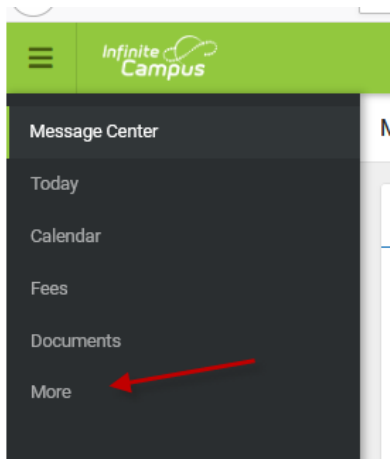 Infinite
Campus
Message Center
M
Today
Calendar
Fees
Documents
More